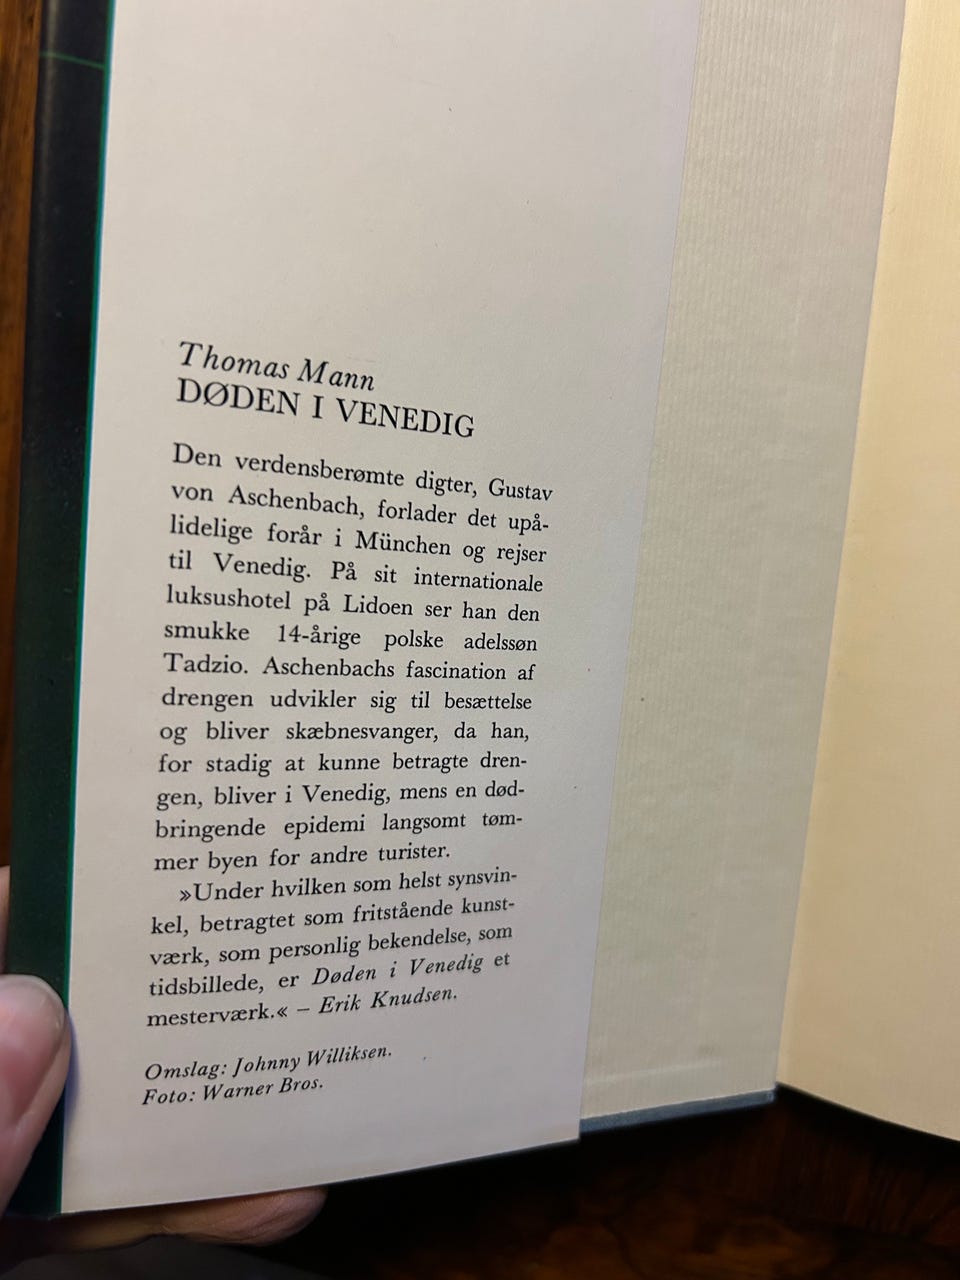 Thomas Mann
DØDEN I VENEDIG
Den verdensberømte digter, Gustav
von Aschenbach, forlader det upå-
lidelige forår i München og rejser
til Venedig. På sit internationale
luksushotel på Lidoen ser han den
smukke 14-årige polske adelssøn
Tadzio. Aschenbachs fascination af
drengen udvikler sig til besættelse
og bliver skæbnesvanger, da han,
for stadig at kunne betragte dren-
gen, bliver i Venedig, mens en død-
bringende epidemi langsomt tøm-
mer byen for andre turister.
»Under hvilken som helst synsvin-
kel, betragtet som fritstående kunst-
værk, som personlig bekendelse, som
tidsbillede, er Døden i Venedig et
mesterværk.« – Erik Knudsen.
Omslag: Johnny Williksen.
Foto: Warner Bros.